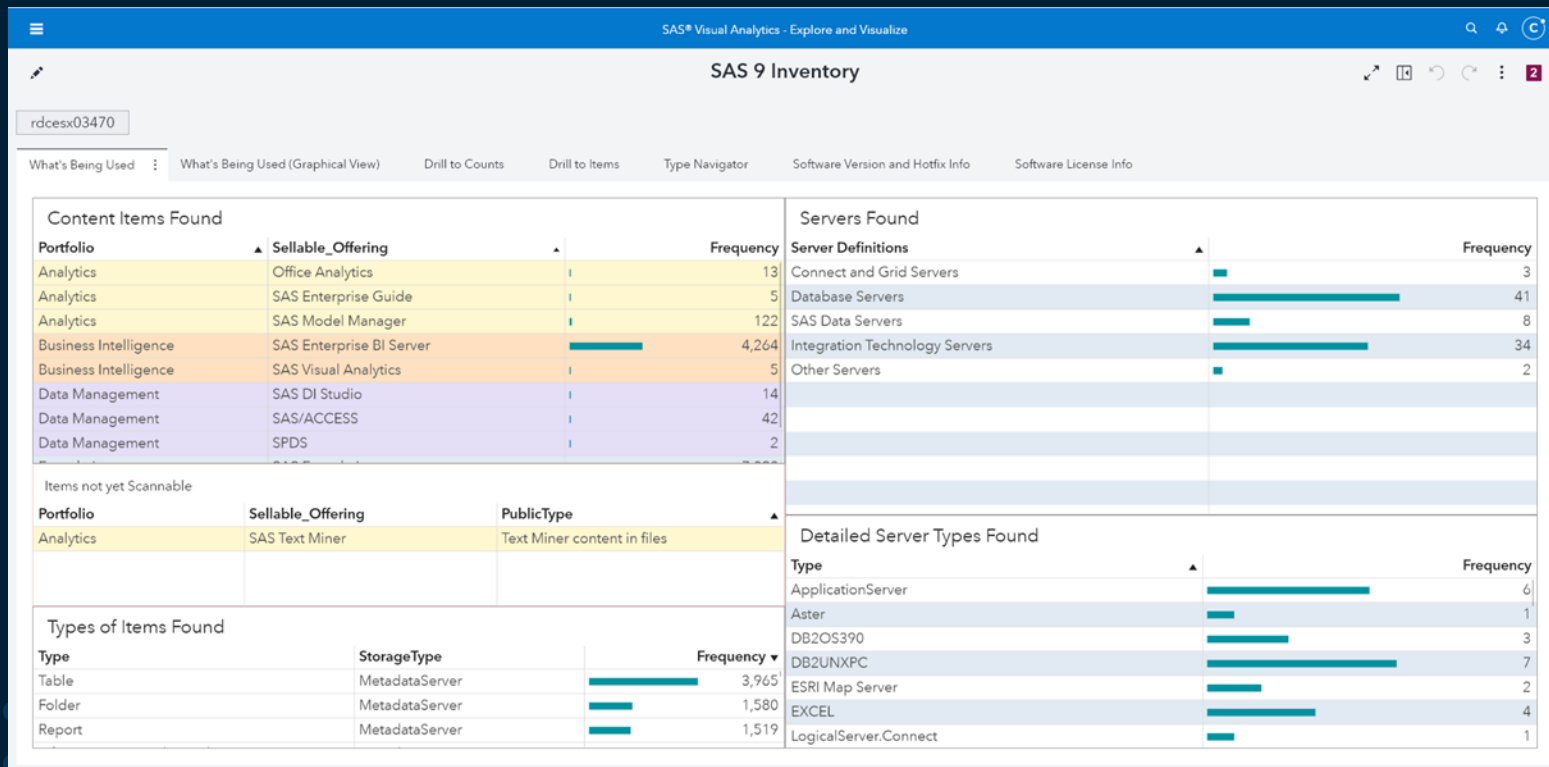 SAS® Visual Analytics - Explore and Visualize
C
SAS 9 Inventory
2
rdcesx03470
What's Being Used What's Being Used (Graphical View) Drill to Counts Drill to Items Type Navigator Software Version and Hotfix Info Software License Info
Content Items Found
Portfolio Sellable_Offering Frequency
Analytics Office Analytics 13
Analytics SAS Enterprise Guide 5
Analytics SAS Model Manager 122
Business Intelligence SAS Enterprise BI Server 4,264
Business Intelligence SAS Visual Analytics 5
Data Management SAS DI Studio 14
Data Management SAS/ACCESS 42
Data Management SPDS 2
Items not yet Scannable
Portfolio Sellable_Offering PublicType
Analytics SAS Text Miner Text Miner content in files
Types of Items Found
Type StorageType Frequency
Table MetadataServer 3,965
Folder MetadataServer 1,580
Report MetadataServer 1,519
Servers Found
Server Definitions Frequency
Connect and Grid Servers 3
Database Servers 41
SAS Data Servers 8
Integration Technology Servers 34
Other Servers 2
Detailed Server Types Found
Type Frequency
ApplicationServer 6
Aster 1
DB2OS390 3
DB2UNXPC 7
ESRI Map Server 2
EXCEL 4
LogicalServer.Connect 1